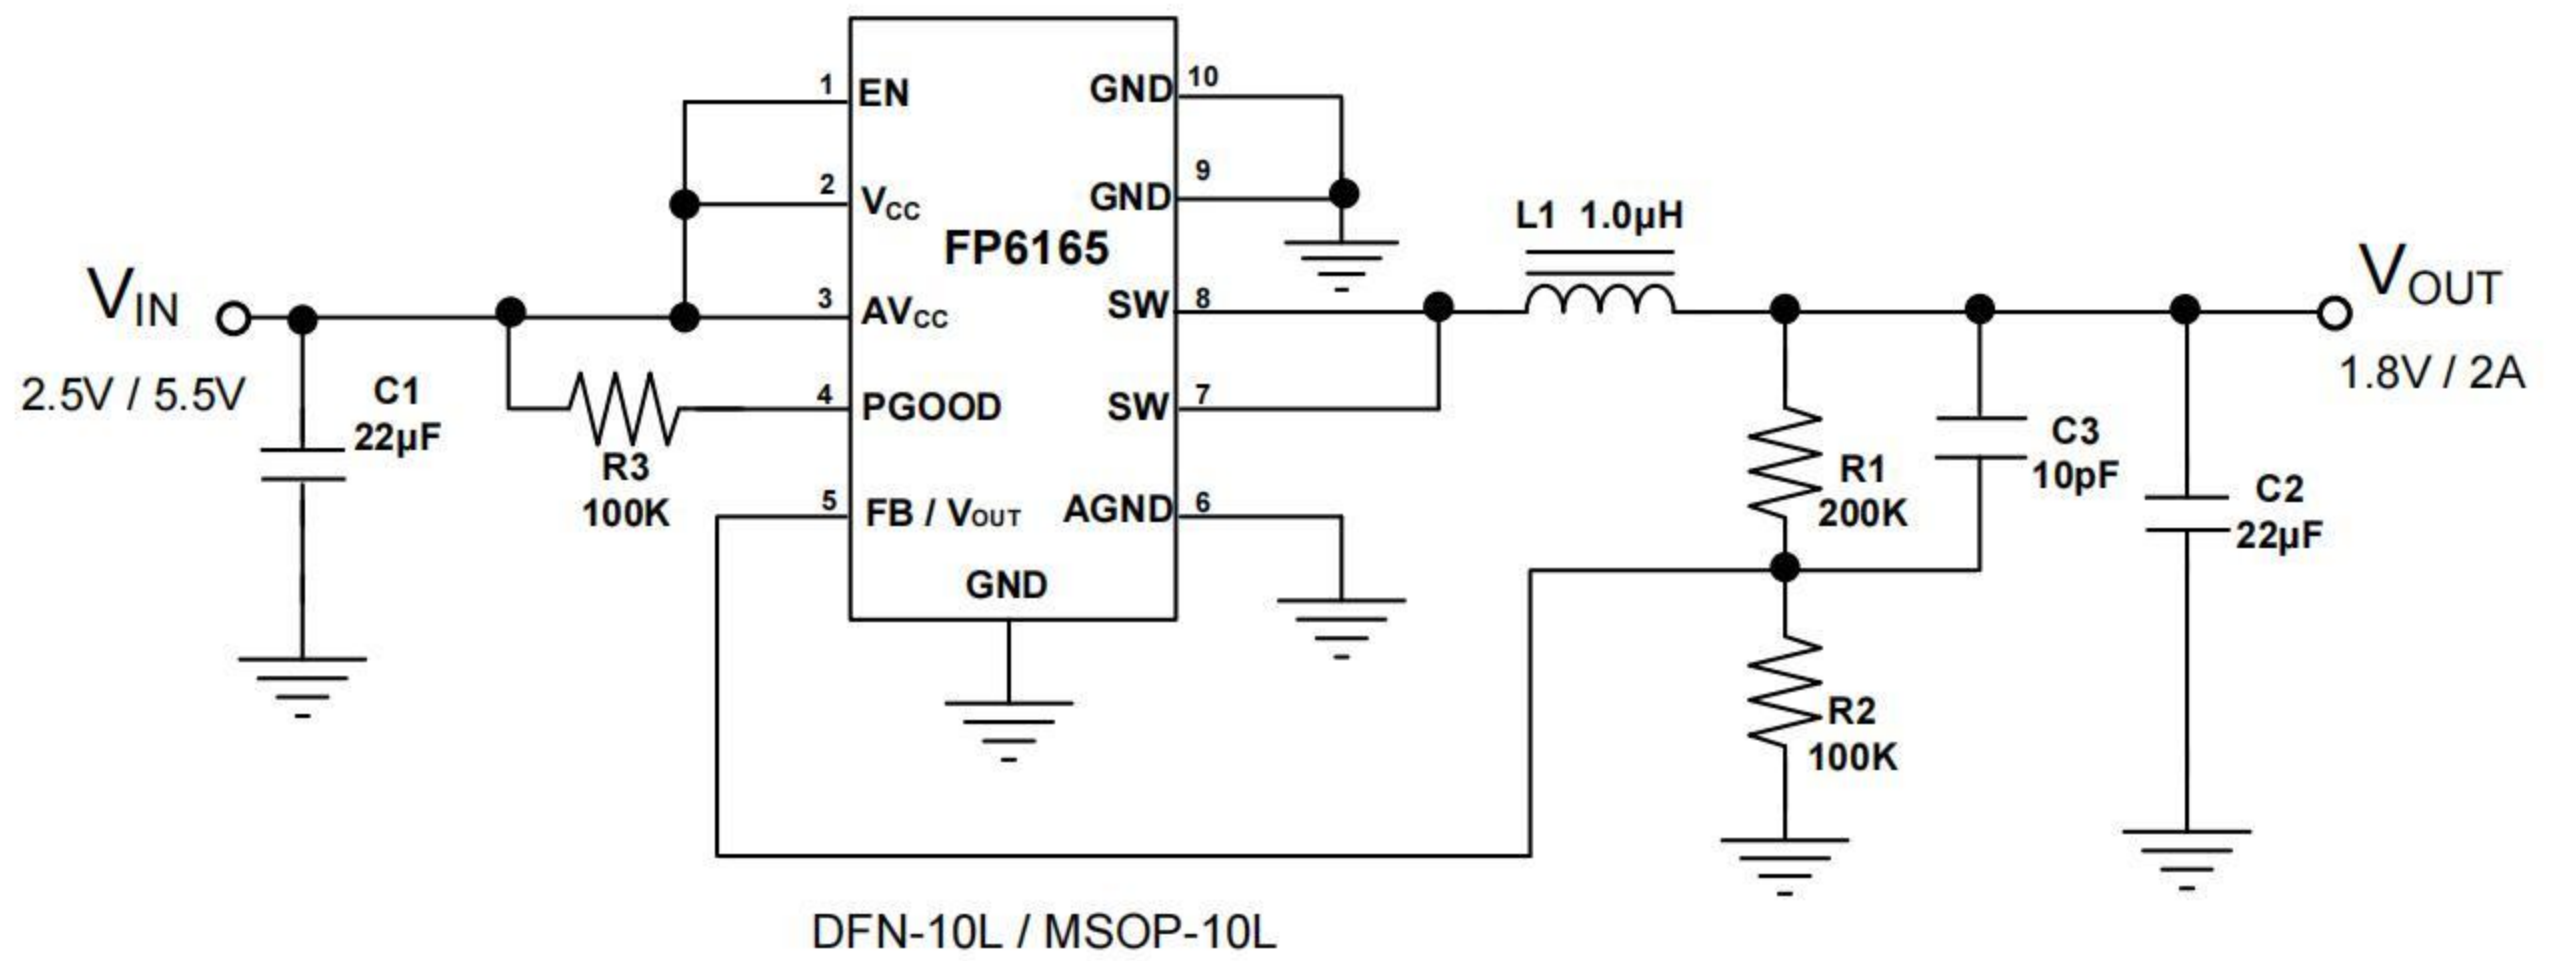 1 EN
2 VCC
3 AVCC
4 PGOOD
5 FB / VOUT
GND 10
GND 9
SW 8
SW 7
AGND 6
GND
FP6165
VIN
2.5V / 5.5V
C1
22µF
R3
100K
L1 1.0µH
R1
200K
R2
100K
C3
10pF
C2
22µF
VOUT
1.8V / 2A
DFN-10L / MSOP-10L